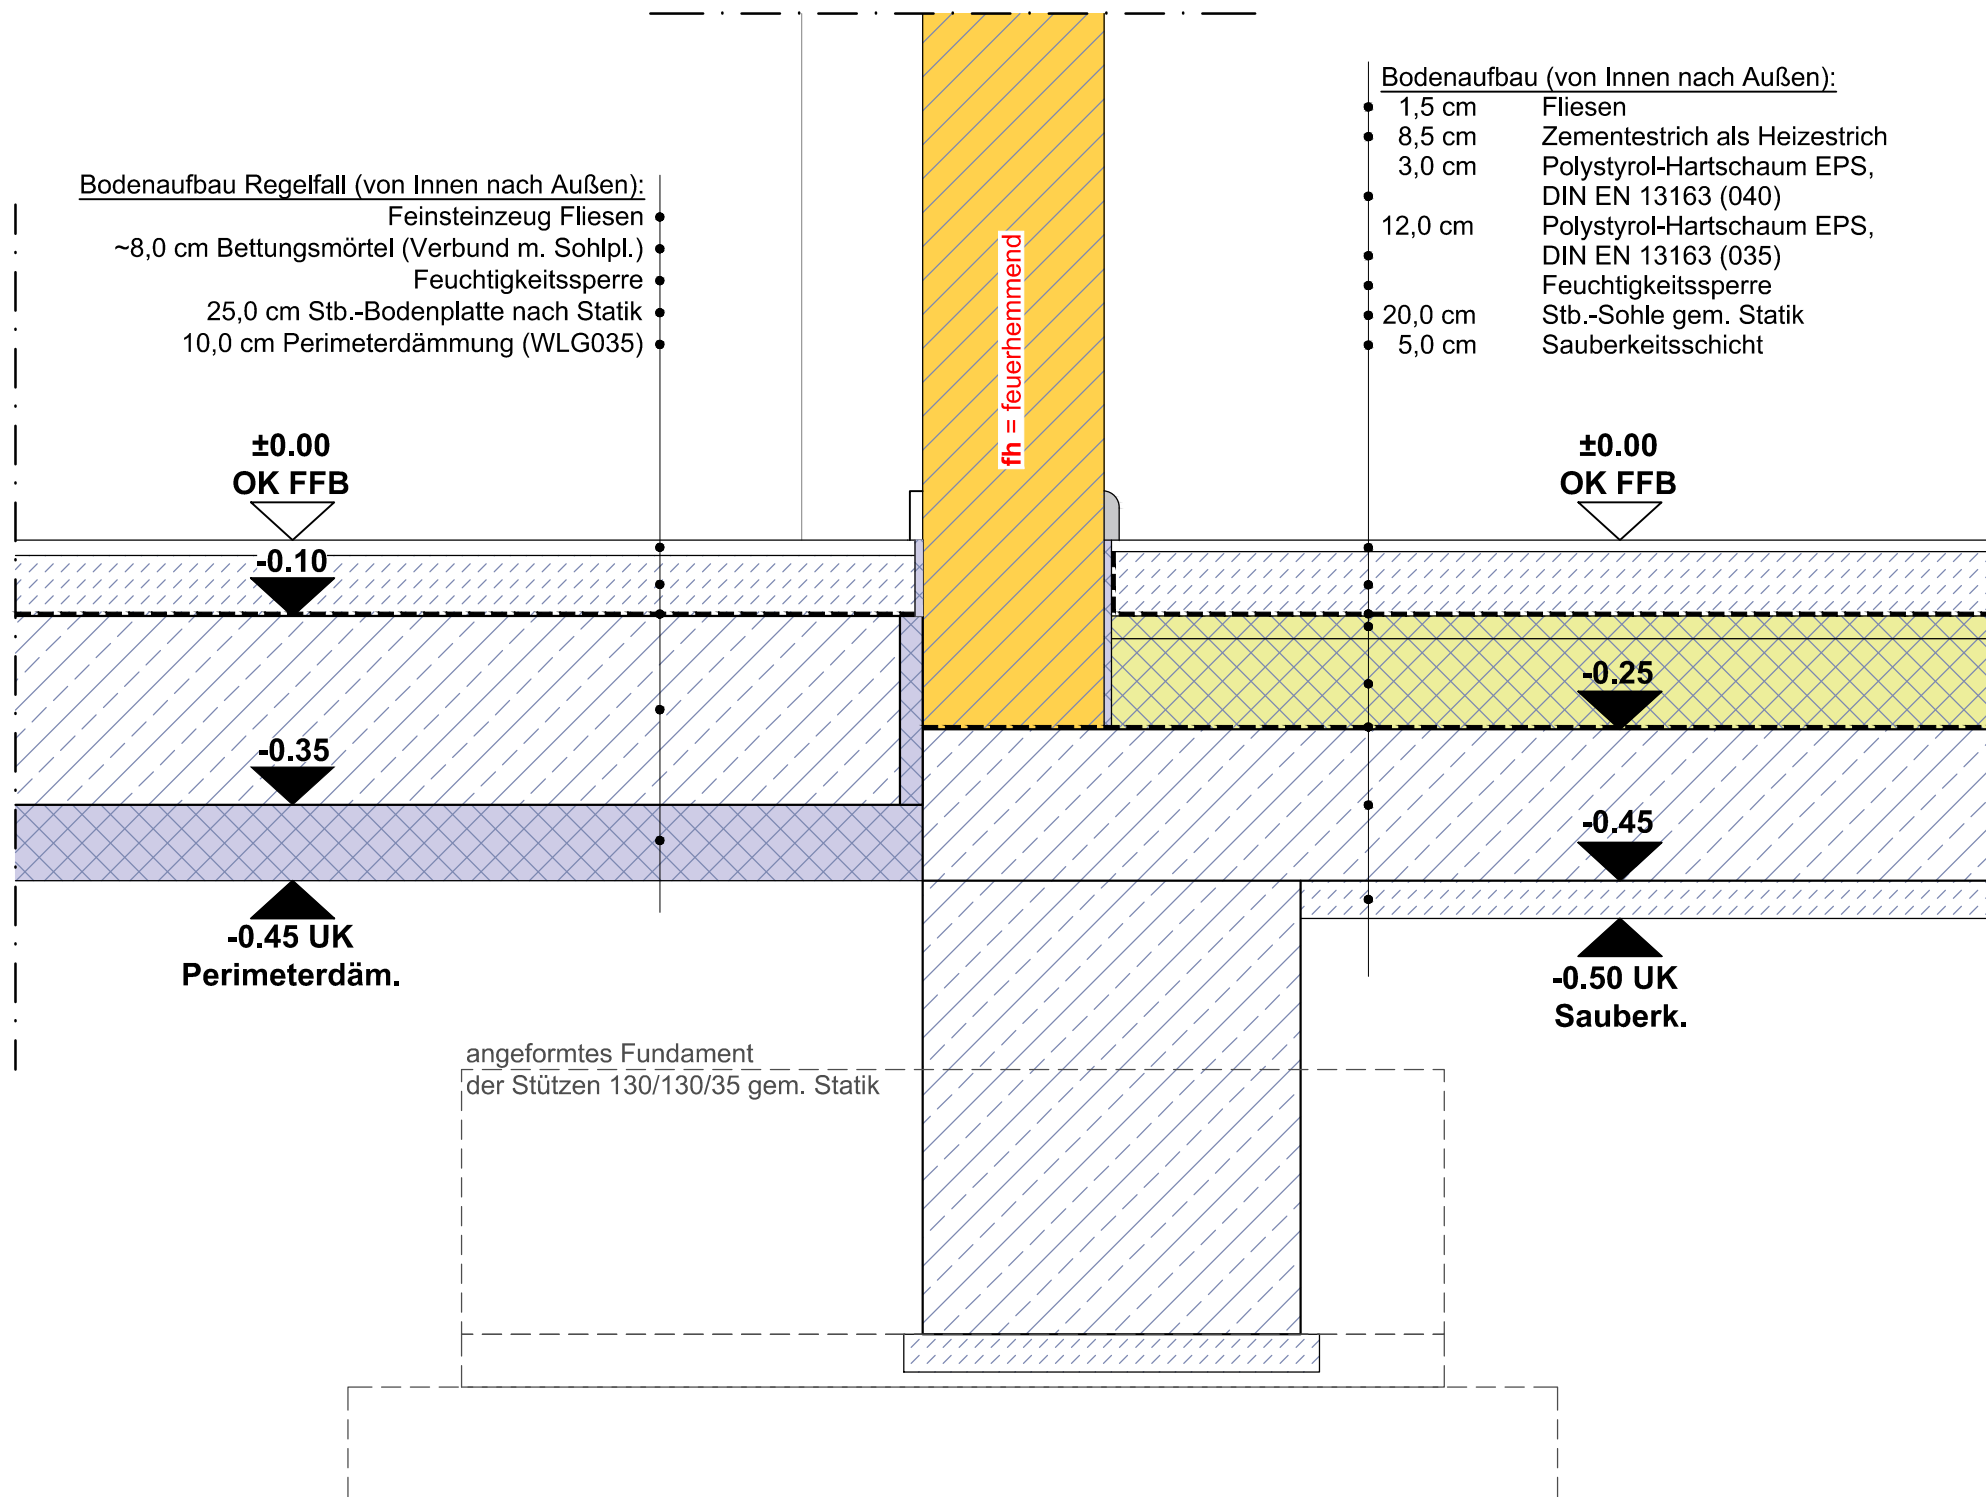 Bodenaufbau (von Innen nach Außen):
1,5 cm Fliesen
8,5 cm Zementestrich als Heizestrich
3,0 cm Polystyrol-Hartschaum EPS,
DIN EN 13163 (040)
12,0 cm Polystyrol-Hartschaum EPS,
DIN EN 13163 (035)
Feuchtigkeitssperre
20,0 cm Stb.-Sohle gem. Statik
5,0 cm Sauberkeitsschicht
Bodenaufbau Regelfall (von Innen nach Außen):
Feinsteinzeug Fliesen
~8,0 cm Bettungsmörtel (Verbund m. Sohlpl.)
Feuchtigkeitssperre
25,0 cm Stb.-Bodenplatte nach Statik
10,0 cm Perimeterdämmung (WLG035)
fh = feuerhemmend
±0.00
OK FFB
-0.10
-0.35
-0.45 UK
Perimeterdäm.
±0.00
OK FFB
-0.25
-0.45
-0.50 UK
Sauberk.
angeformtes Fundament
der Stützen 130/130/35 gem. Statik